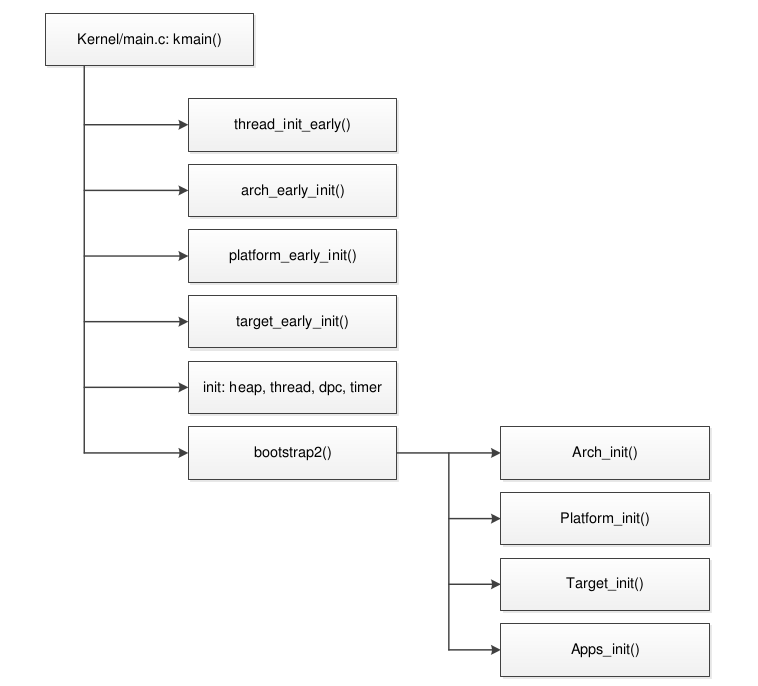 Kernel/main.c: kmain()
thread_init_early()
arch_early_init()
platform_early_init()
target_early_init()
init: heap, thread, dpc, timer
bootstrap2()
Arch_init()
Platform_init()
Target_init()
Apps_init()